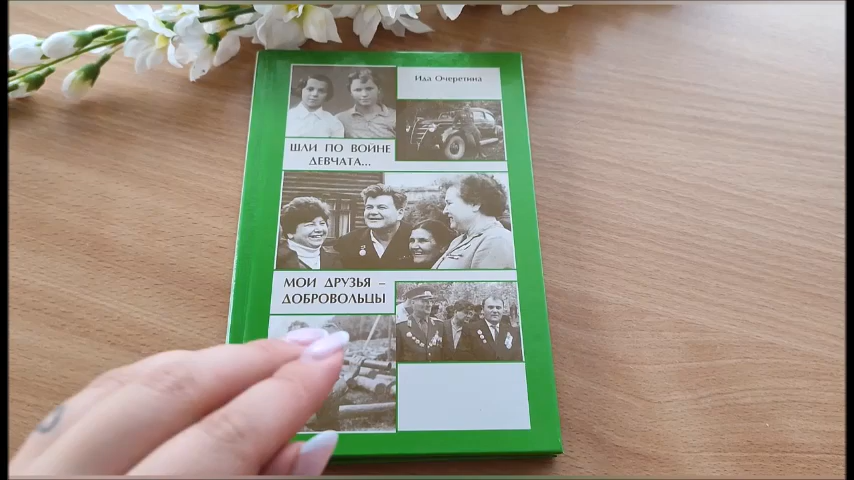 Ида Очеретина
ШЛИ ПО ВОЙНЕ
ДЕВЧАТА...
МОИ ДРУЗЬЯ –
ДОБРОВОЛЬЦЫ